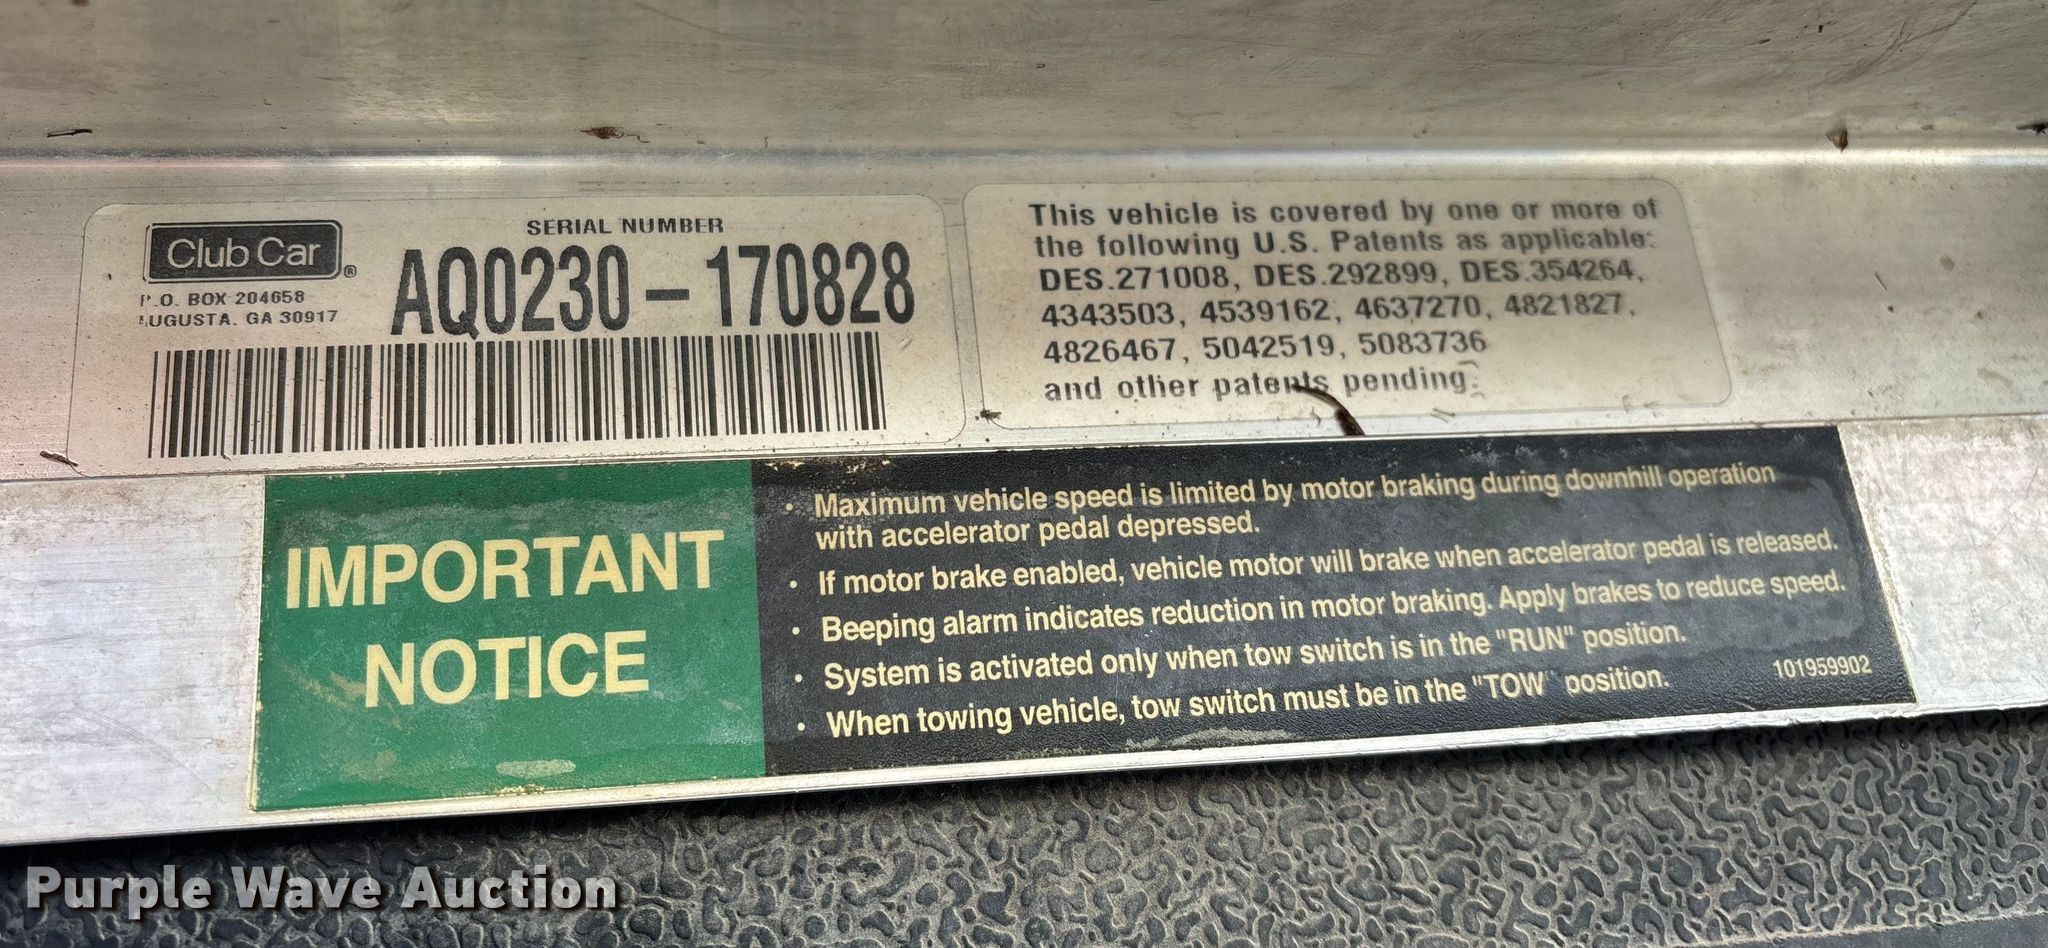 Club Car®
P.O. BOX 204658
AUGUSTA, GA 30917
SERIAL NUMBER
AQ0230-170828
This vehicle is covered by one or more of
the following U.S. Patents as applicable:
DES.271008, DES.292899, DES.354264,
4343503, 4539162, 4637270, 4821827,
4826467, 5042519, 5083736
and other patents pending.
IMPORTANT
NOTICE
• Maximum vehicle speed is limited by motor braking during downhill operation
with accelerator pedal depressed.
• If motor brake enabled, vehicle motor will brake when accelerator pedal is released.
• Beeping alarm indicates reduction in motor braking. Apply brakes to reduce speed.
• System is activated only when tow switch is in the "RUN" position.
• When towing vehicle, tow switch must be in the "TOW" position.
101959902
Purple Wave Auction